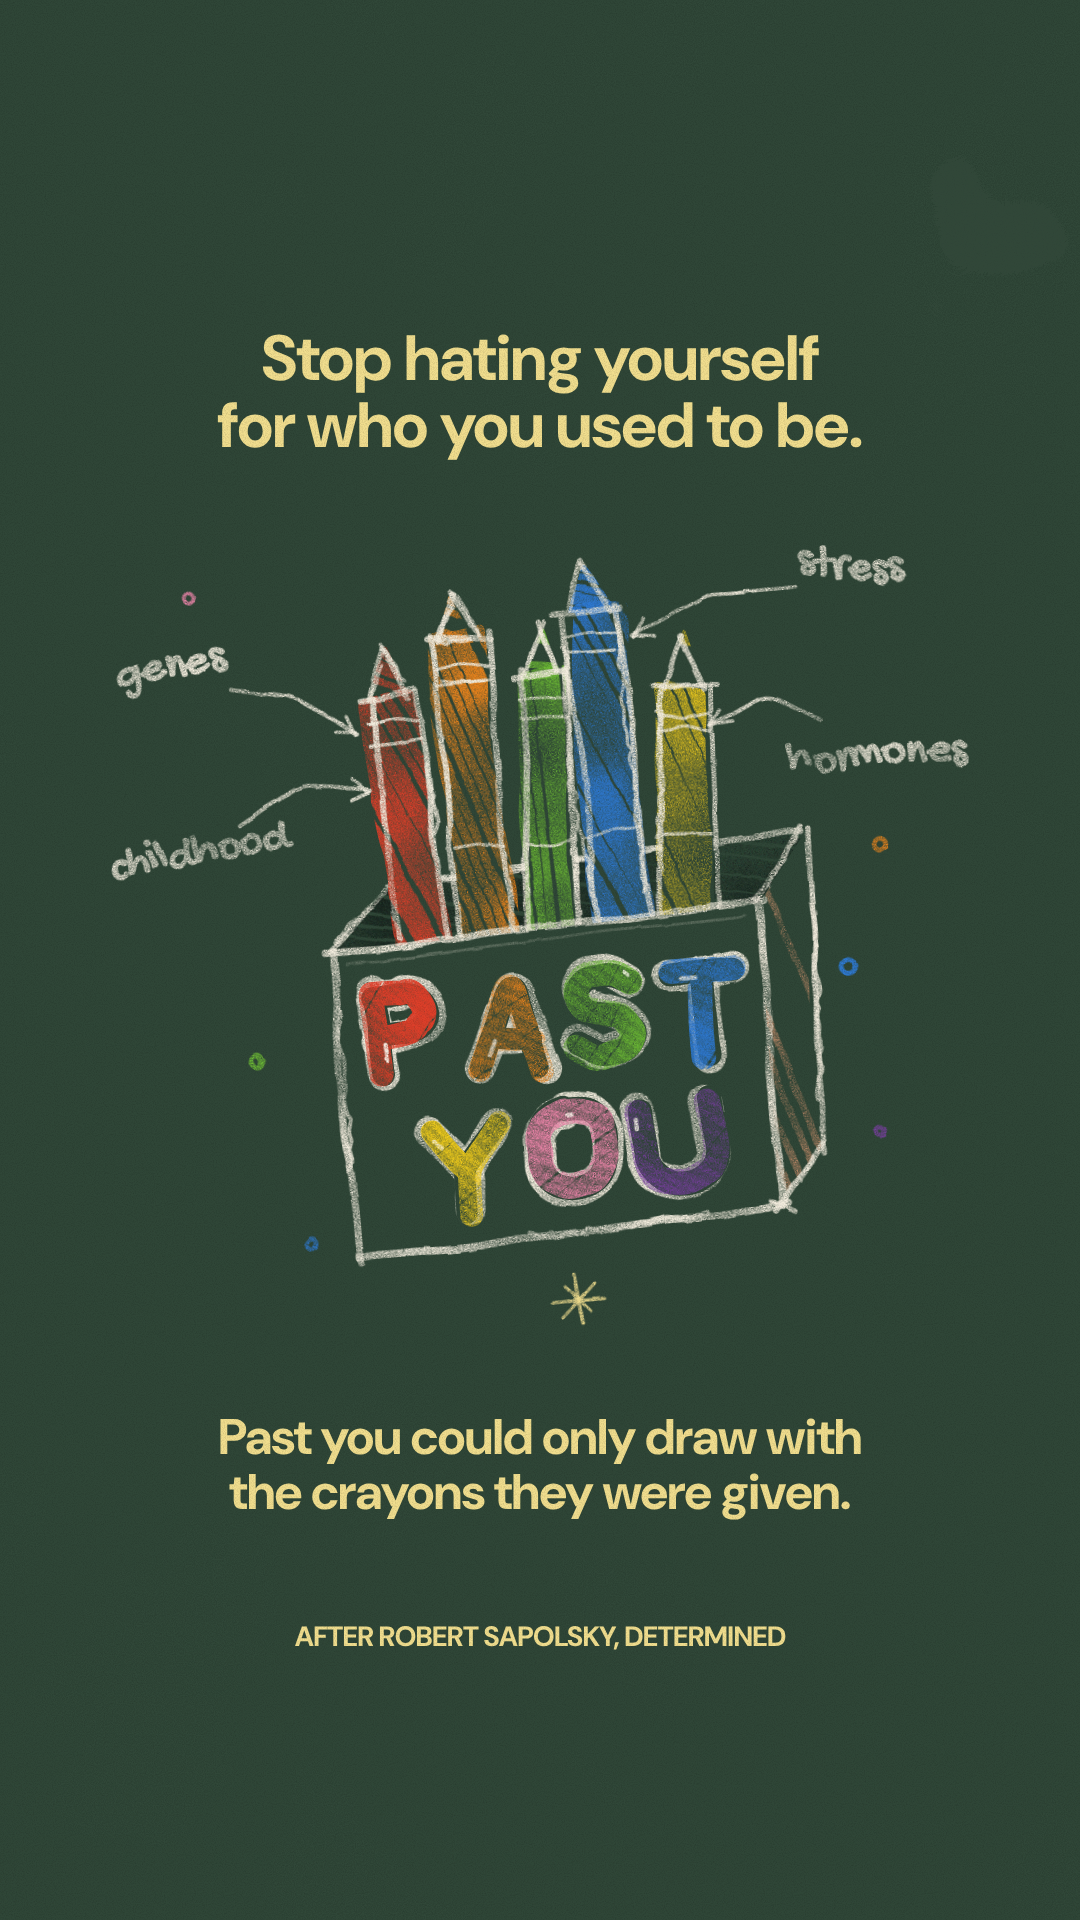 Stop hating yourself
for who you used to be.
stress
genes
hormones
childhood
PAST
YOU
Past you could only draw with
the crayons they were given.
AFTER ROBERT SAPOLSKY, DETERMINED